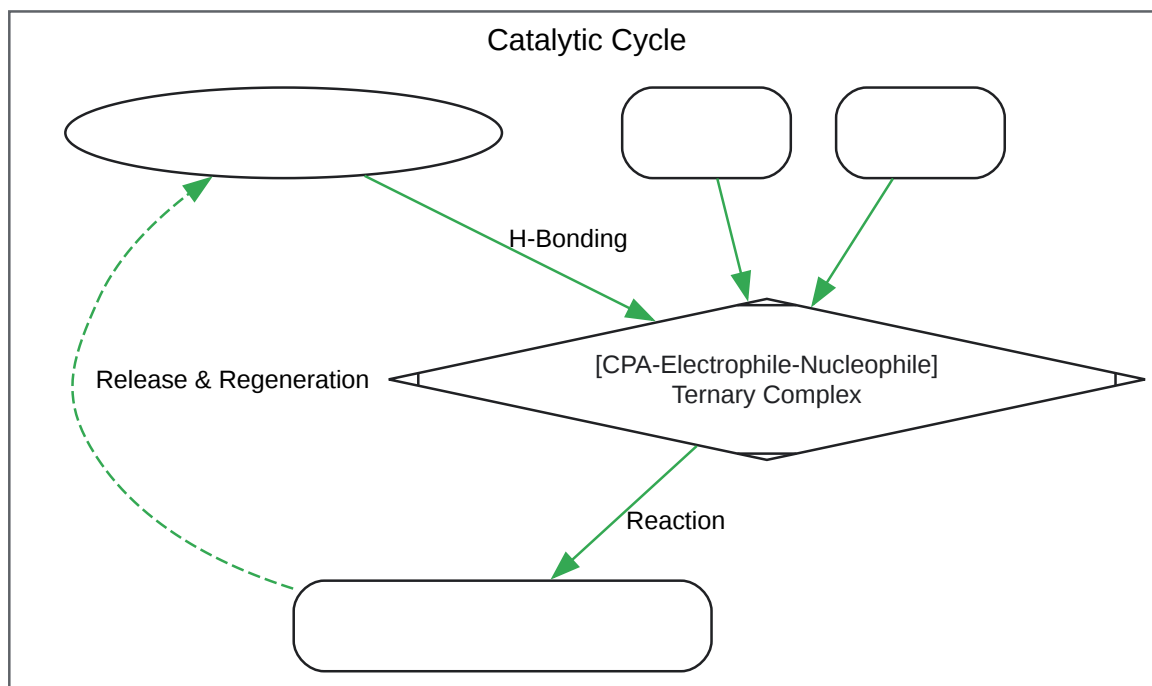 Catalytic Cycle
H-Bonding
[CPA-Electrophile-Nucleophile]
Ternary Complex
Release & Regeneration
Reaction